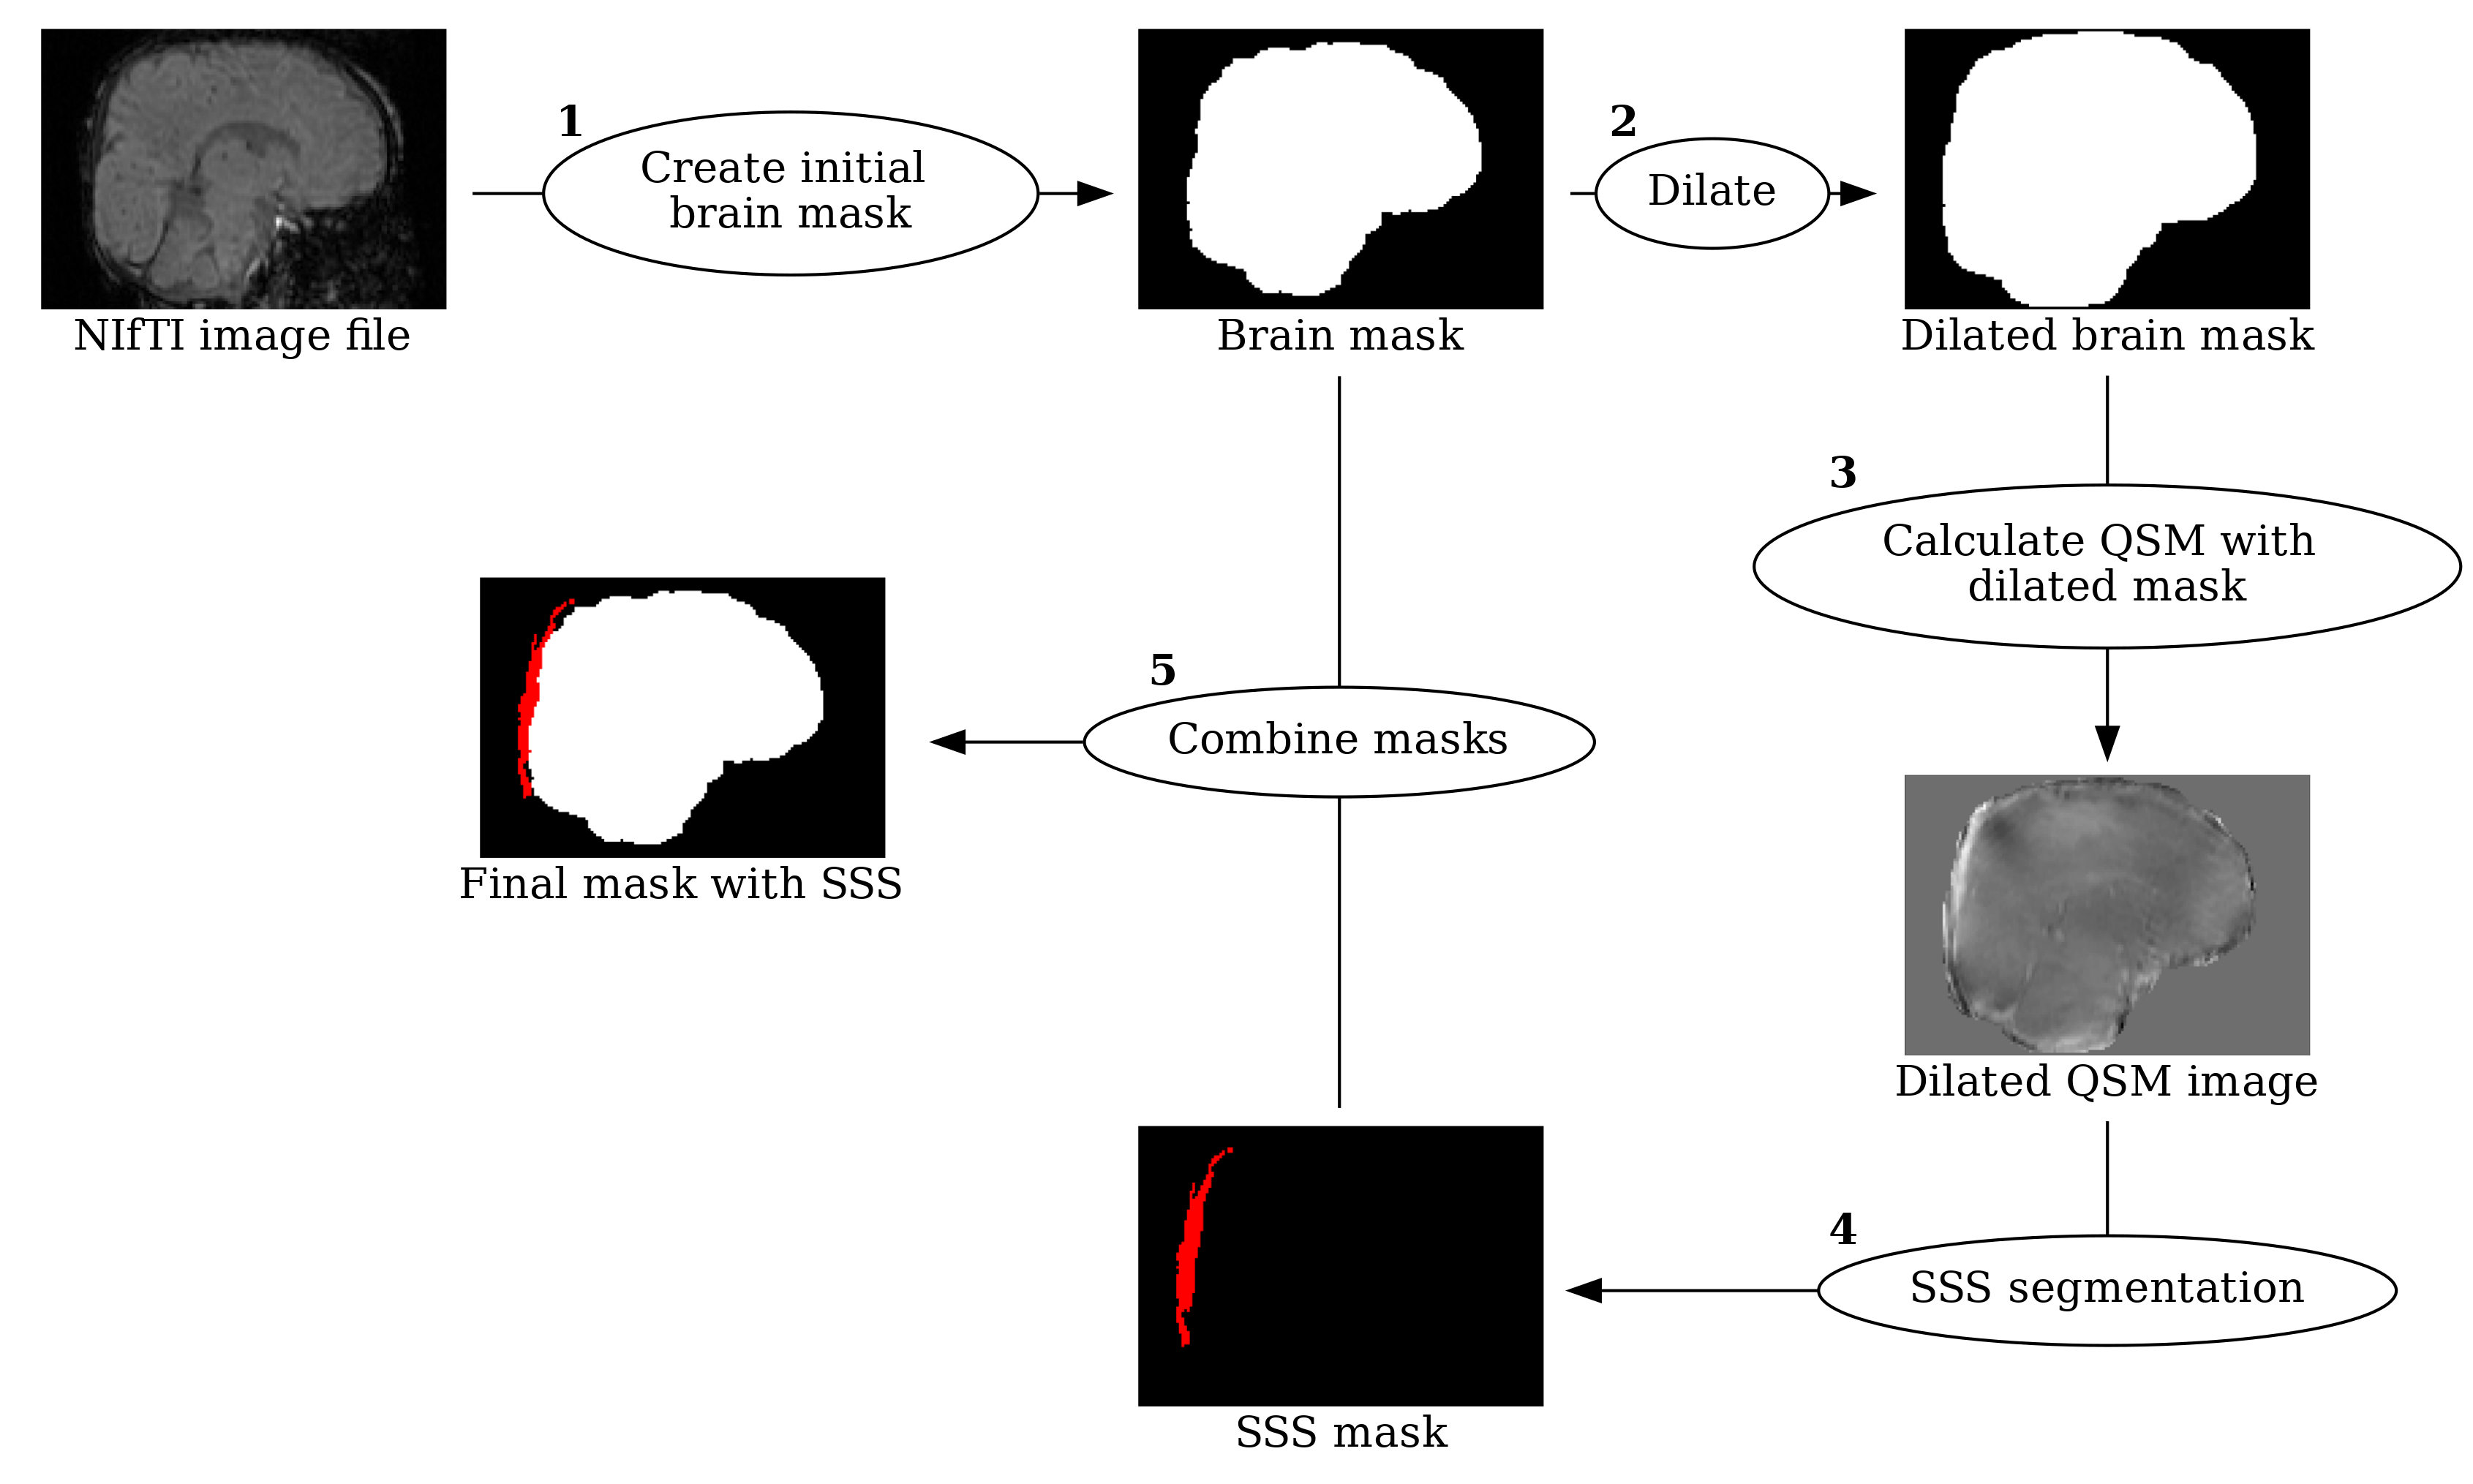 1
Create initial
brain mask
NIfTI image file
Brain mask
2
Dilate
Dilated brain mask
3
Calculate QSM with
dilated mask
Dilated QSM image
4
SSS segmentation
SSS mask
5
Combine masks
Final mask with SSS